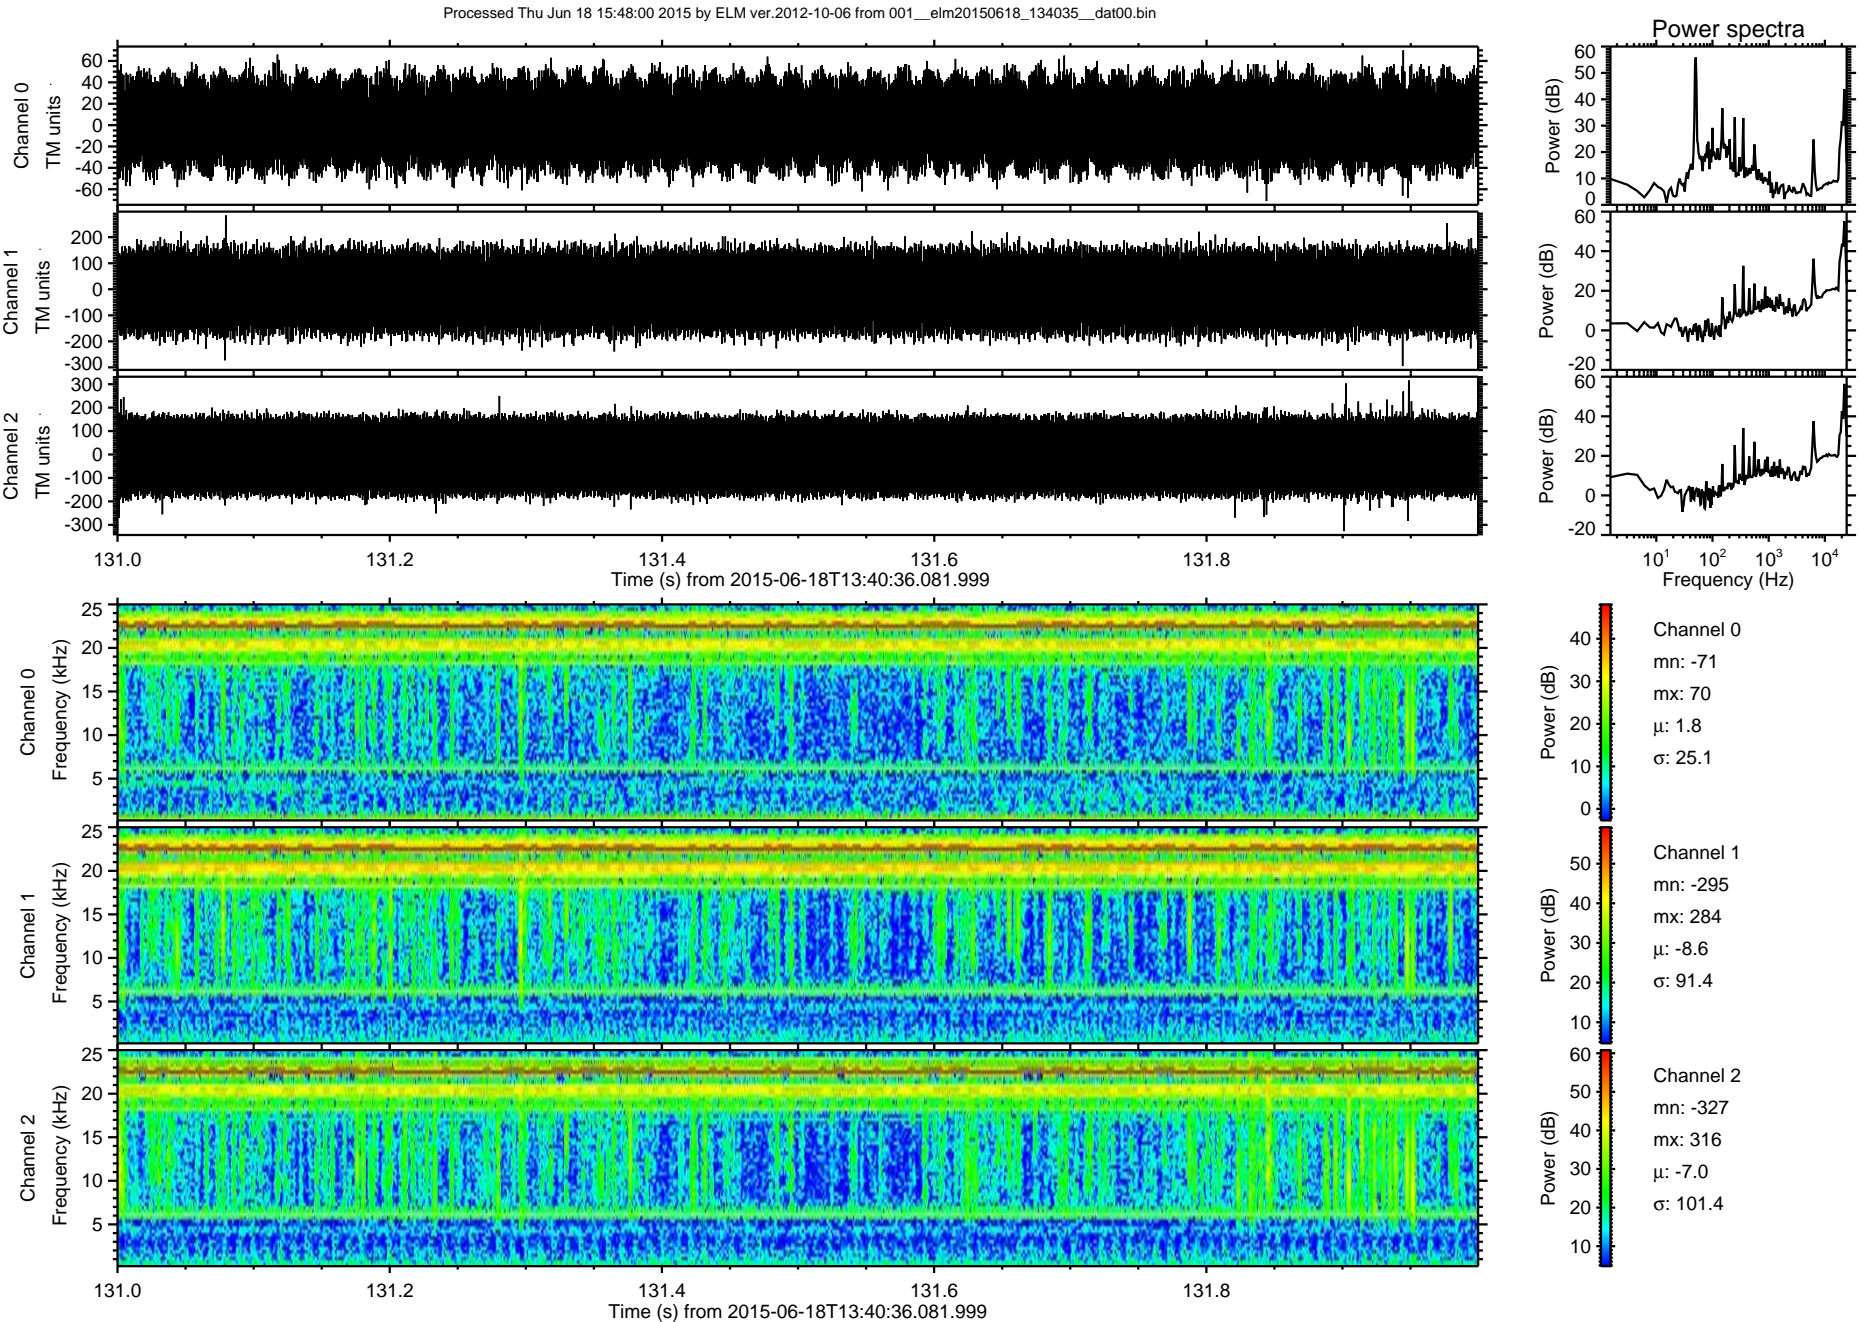 Processed Thu Jun 18 15:48:00 2015 by ELM ver.2012-10-06 from 001__elm20150618_134035__dat00.bin
Power spectra
Channel 0
TM units
60
40
20
0
-20
-40
-60
Power (dB)
60
50
40
30
20
10
0
Channel 1
TM units
200
100
0
-100
-200
-300
Power (dB)
60
40
20
0
-20
Channel 2
TM units
300
200
100
0
-100
-200
-300
Power (dB)
60
40
20
0
-20
131.0 131.2 131.4 131.6 131.8
Time (s) from 2015-06-18T13:40:36.081.999
10¹ 10² 10³ 10⁴
Frequency (Hz)
Channel 0
Frequency (kHz)
25
20
15
10
5
Power (dB)
40
30
20
10
0
Channel 0
mn: -71
mx: 70
μ: 1.8
σ: 25.1
Channel 1
Frequency (kHz)
25
20
15
10
5
Power (dB)
50
40
30
20
10
Channel 1
mn: -295
mx: 284
μ: -8.6
σ: 91.4
Channel 2
Frequency (kHz)
25
20
15
10
5
Power (dB)
60
50
40
30
20
10
Channel 2
mn: -327
mx: 316
μ: -7.0
σ: 101.4
131.0 131.2 131.4 131.6 131.8
Time (s) from 2015-06-18T13:40:36.081.999